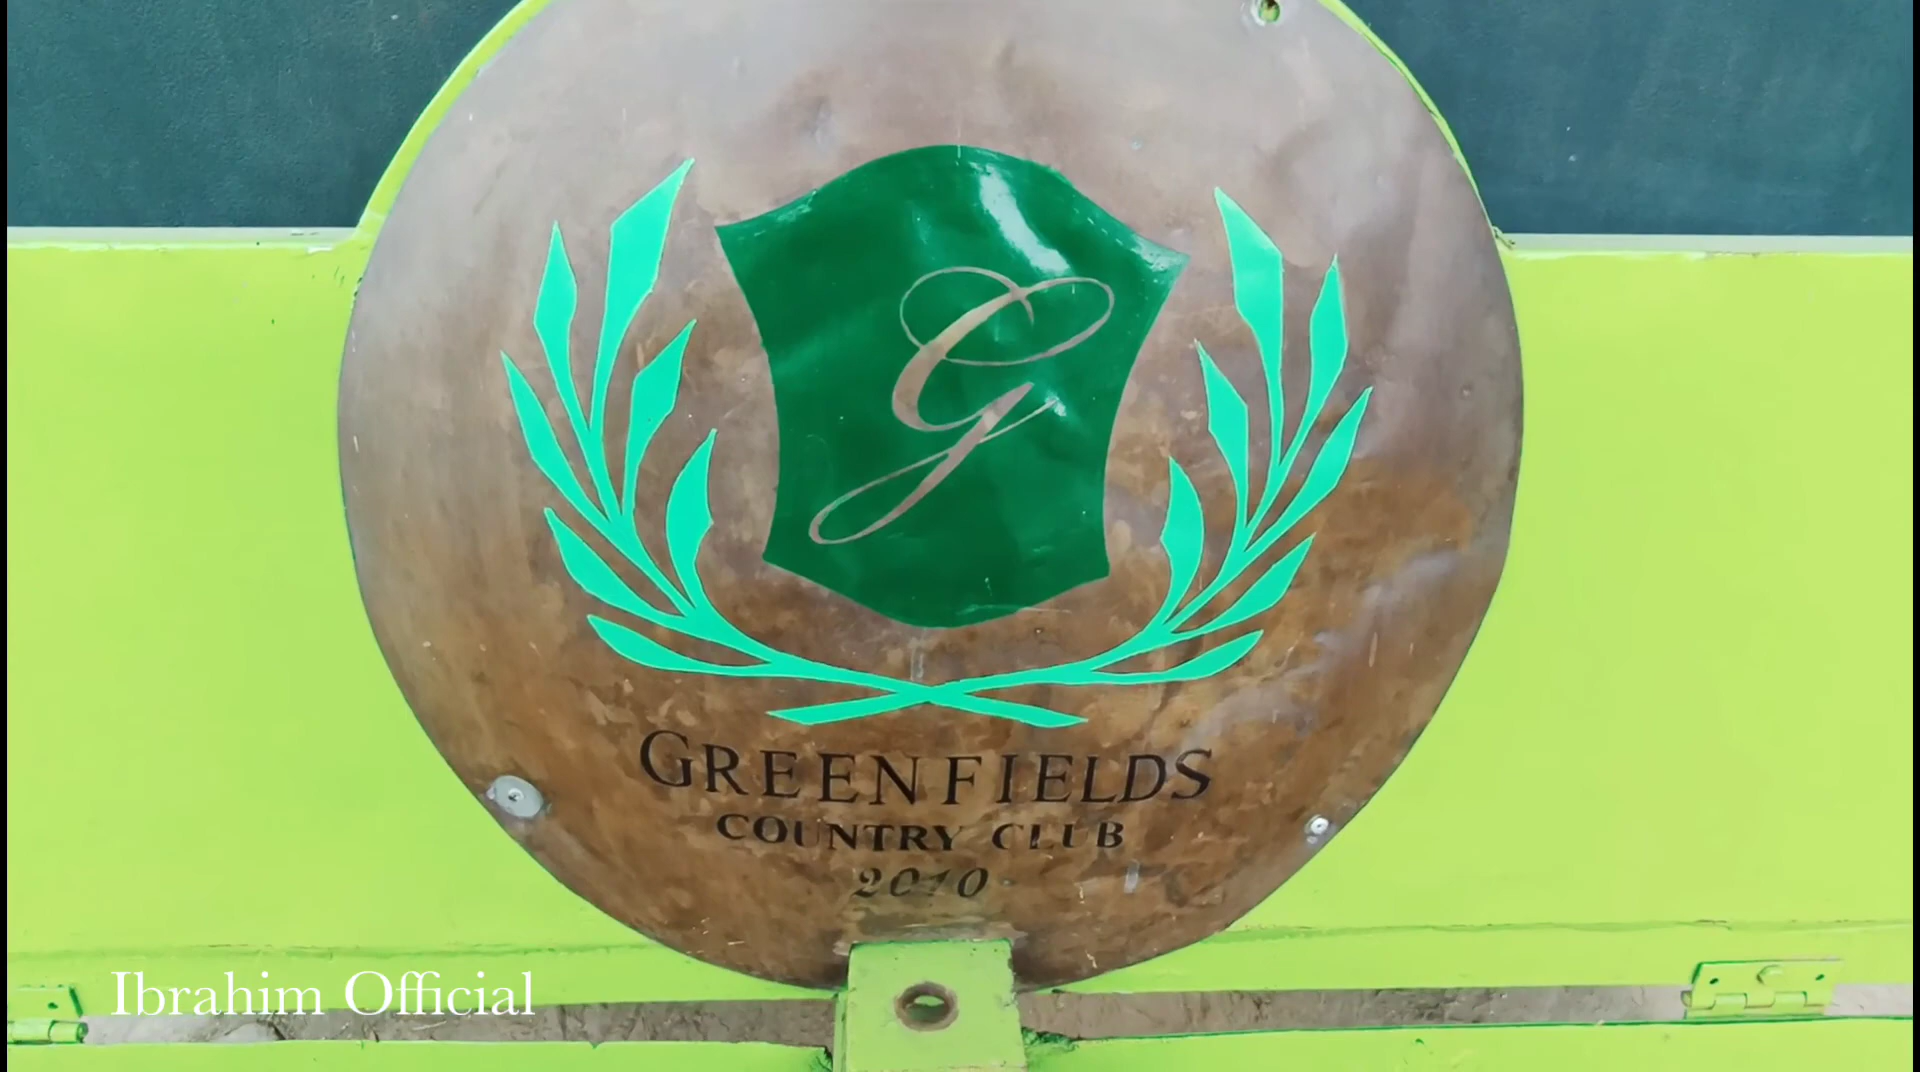 G
GREENFIELDS
COUNTRY CLUB
2010
Ibrahim Official